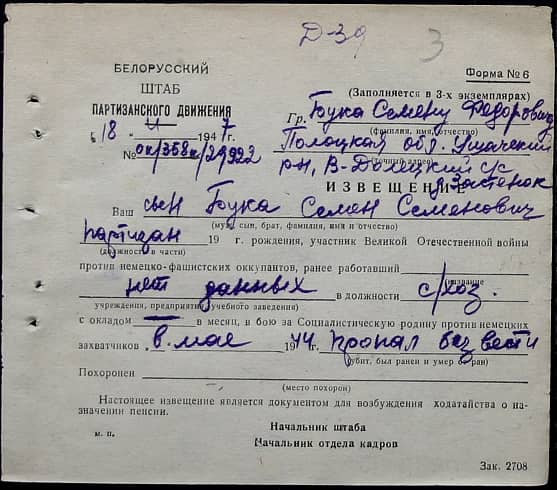 Д-39
3
БЕЛОРУССКИЙ
ШТАБ
ПАРТИЗАНСКОГО ДВИЖЕНИЯ
„18 " II 1947
№ ок/358к/29922
Форма № 6
(Заполняется в 3-х экземплярах)
Гр. Бука Семену Федоровичу
(фамилия, имя, отчество)
Полоцкая обл. Ушачский
р-н, В-Долецкий с/с
(точный адрес)
Застенок
ИЗВЕЩЕНИЕ
Ваш сын Бука Семен Семенович
(муж, сын, брат, фамилия, имя и отчество)
партизан 19 г. рождения, участник Великой Отечественной войны
(должность в части)
против немецко-фашистских оккупантов, ранее работавший
название
нет данных в должности с/хоз.
учреждения, предприятия, учебного заведения)
с окладом — в месяц, в бою за Социалистическую родину против немецких
захватчиков „ в. мае 1944 г. пропал без вести
(убит, был ранен и умер от ран)
Похоронен
(место похорон)
Настоящее извещение является документом для возбуждения ходатайства о на-
значении пенсии.
Начальник штаба
м. п.
Начальник отдела кадров
Зак. 2708